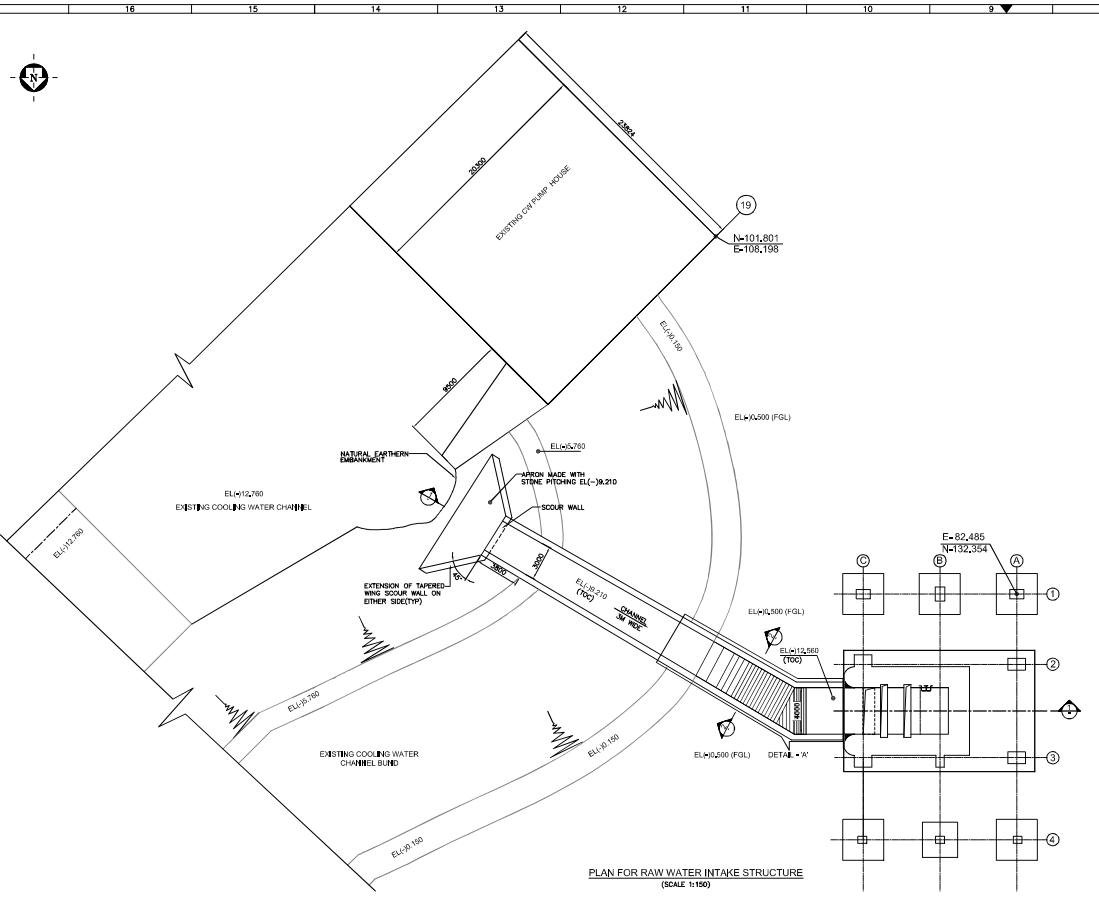 16 15 14 13 12 11 10 9
N
23824
20300
EXISTING CW PUMP HOUSE
19
N-101.801
E-108.198
EL(-)0.150
9500
EL(-)0.500 (FGL)
EL(-)5.760
NATURAL EARTHERN
EMBANKMENT
APRON MADE WITH
STONE PITCHING EL(-)9.210
EL(-)12.760
EXISTING COOLING WATER CHANNEL
SCOUR WALL
EL(-)12.760
3000
3800
45°
EXTENSION OF TAPERED
WING SCOUR WALL ON
EITHER SIDE(TYP)
EL(-)9.210
(TOC)
CHANNEL
3M WIDE
E-82.485
N-132.354
C B A
1
EL(-)0.500 (FGL)
EL(-)12.560
(TOC)
2
4000
1
EL(-)5.760
EL(-)0.150
EXISTING COOLING WATER
CHANNEL BUND
EL(-)0.500 (FGL)
DETAIL - 'A'
3
EL(-)0.150
4
PLAN FOR RAW WATER INTAKE STRUCTURE
(SCALE 1:150)